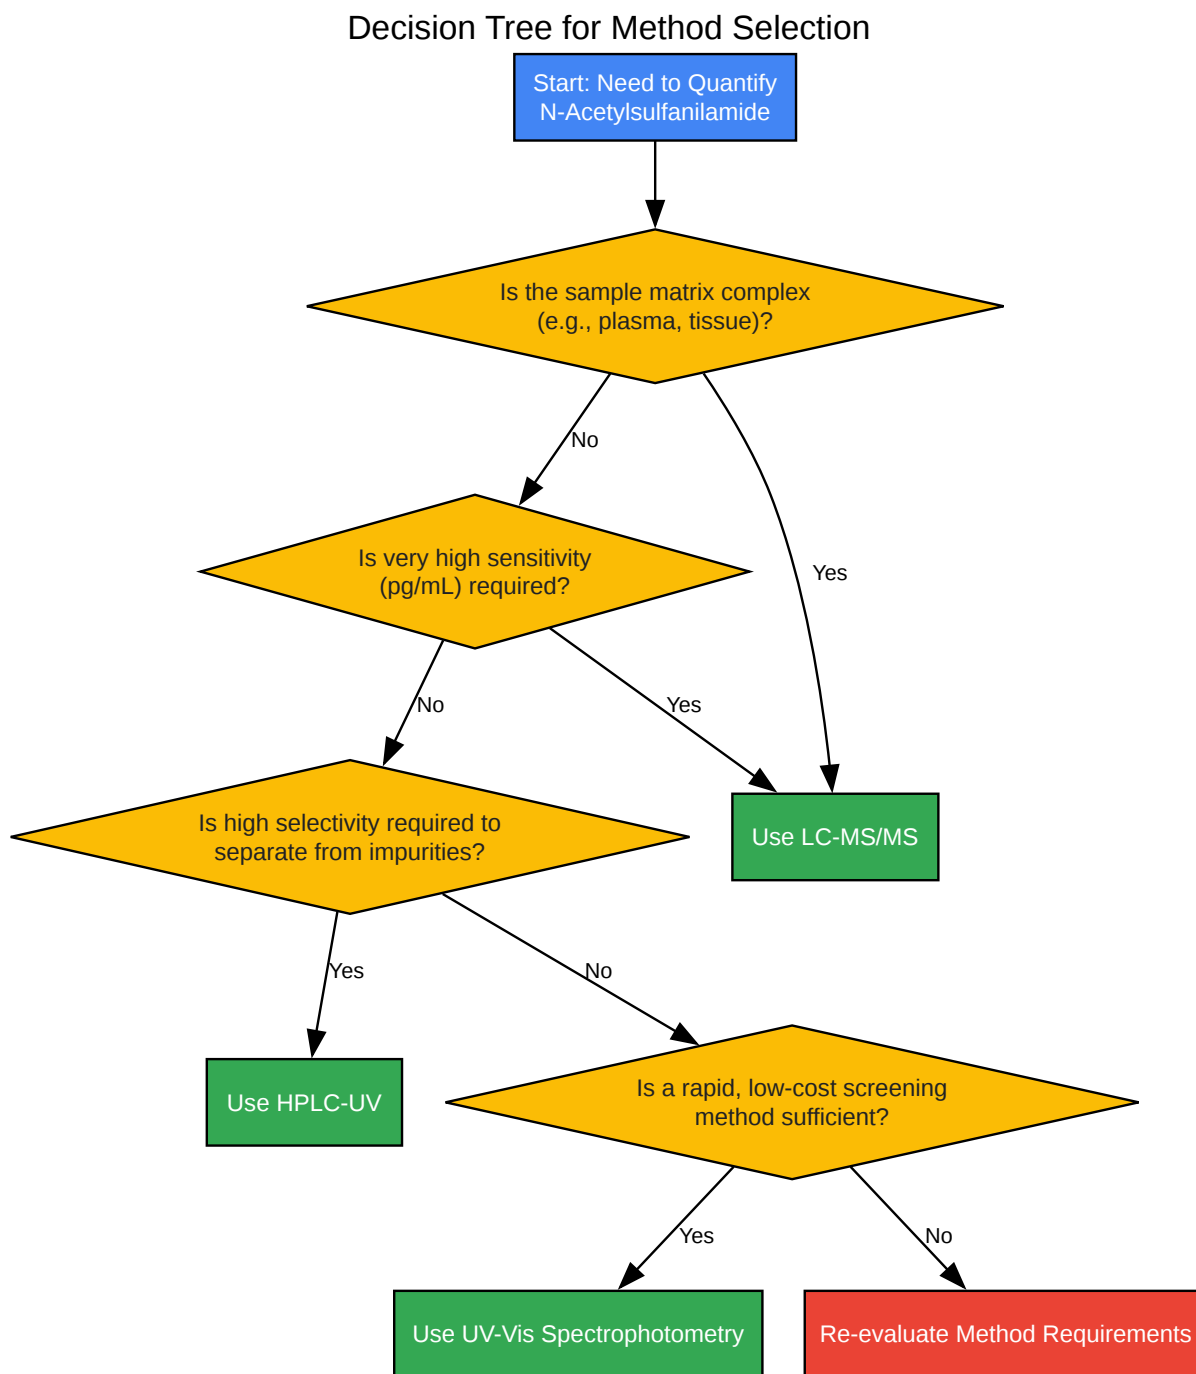 Decision Tree for Method Selection
Start: Need to Quantify
N-Acetylsulfanilamide
Is the sample matrix complex
(e.g., plasma, tissue)?
No
Is very high sensitivity
(pg/mL) required?
Yes
No
Yes
Is high selectivity required to
separate from impurities?
Use LC-MS/MS
Yes
No
Use HPLC-UV
Is a rapid, low-cost screening
method sufficient?
Yes
No
Use UV-Vis Spectrophotometry
Re-evaluate Method Requirements